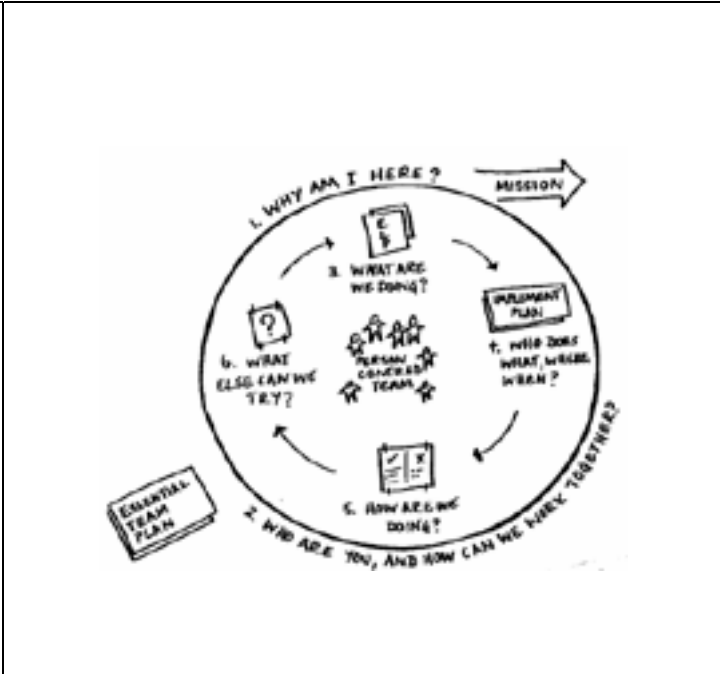 1. WHY AM I HERE?
MISSION
3. WHAT ARE
WE DOING?
IMPLEMENT
PLAN
4. WHO DOES
WHAT, WHERE
WHEN?
?
6. WHAT
ELSE CAN WE
TRY?
PERSON
CENTRED
TEAM
5. HOW ARE WE
DOING?
ESSENTIAL
TEAM
PLAN
2. WHO ARE YOU, AND HOW CAN WE WORK TOGETHER?